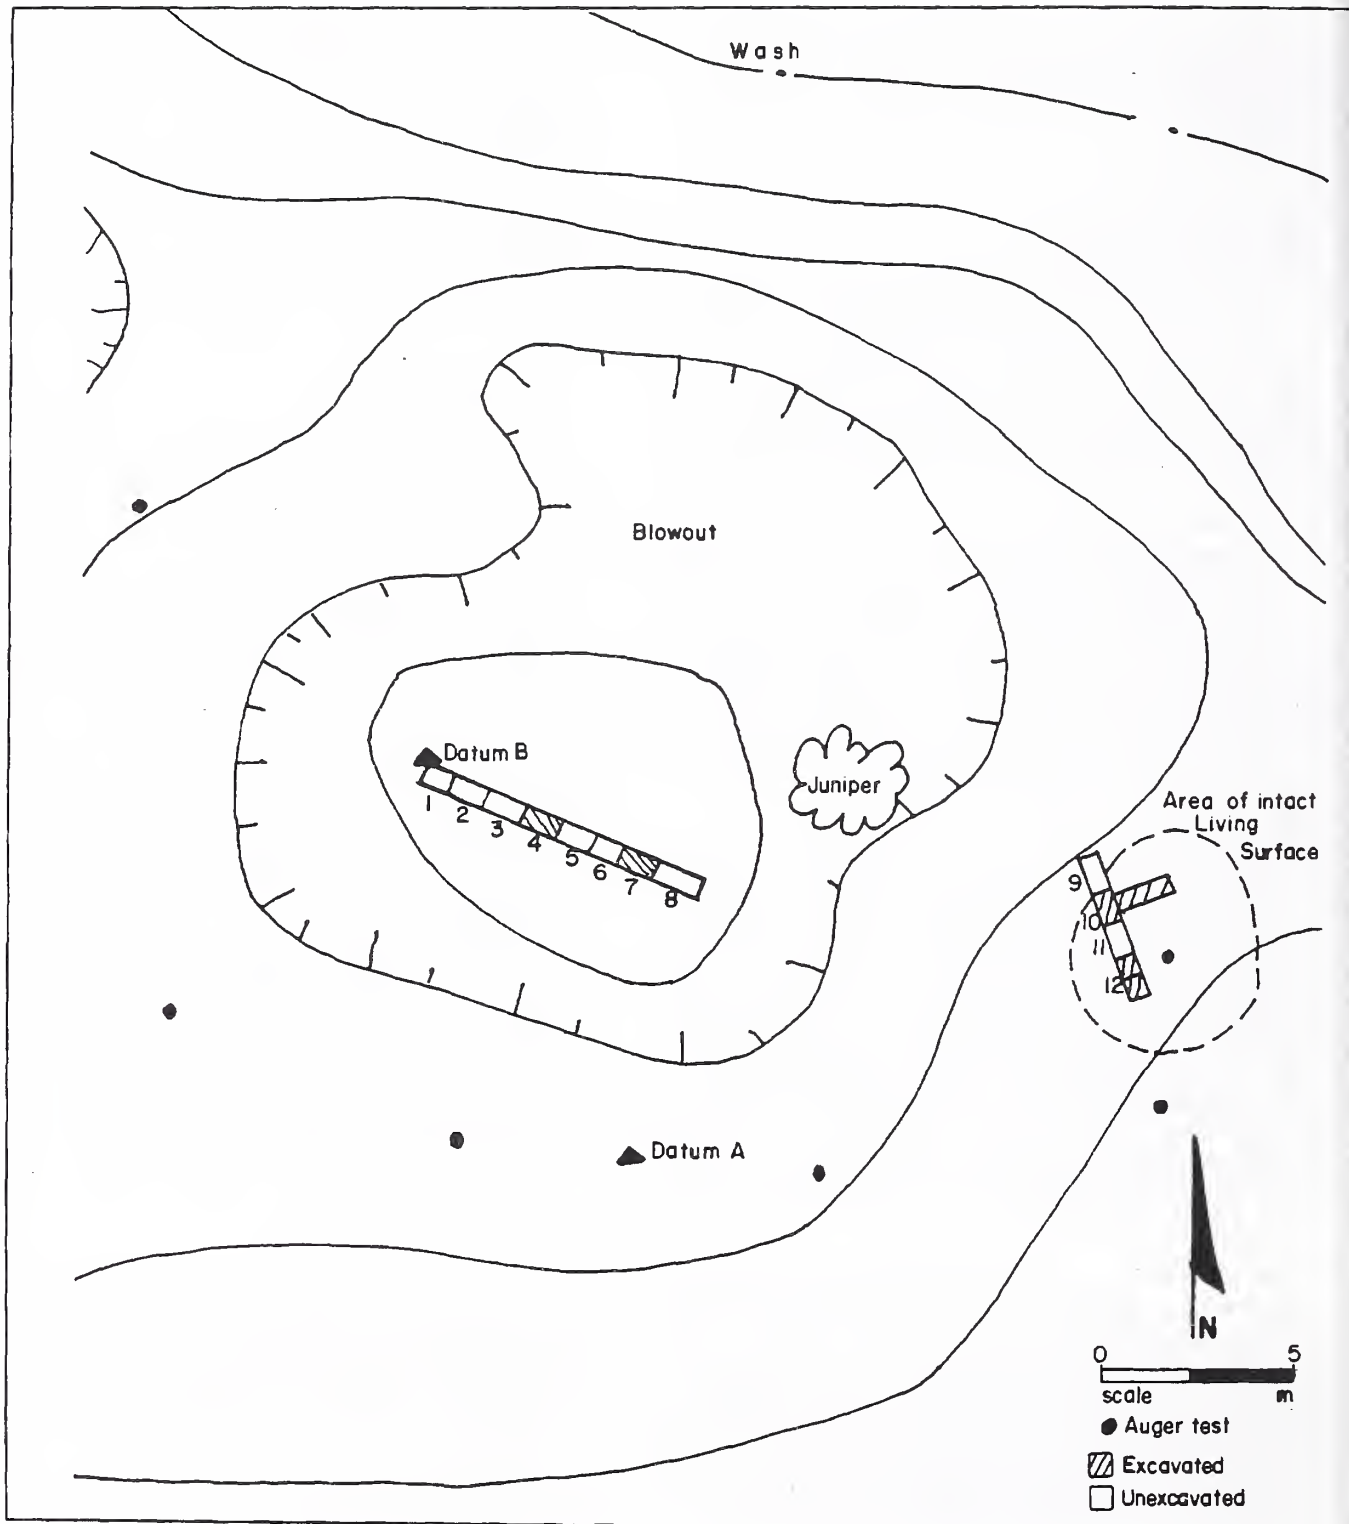 Wash
Blowout
Datum B
Juniper
1
2
3
4
5
6
7
8
Area of intact
Living
Surface
9
10
11
12
Datum A
N
0 5
scale m
Auger test
Excavated
Unexcavated